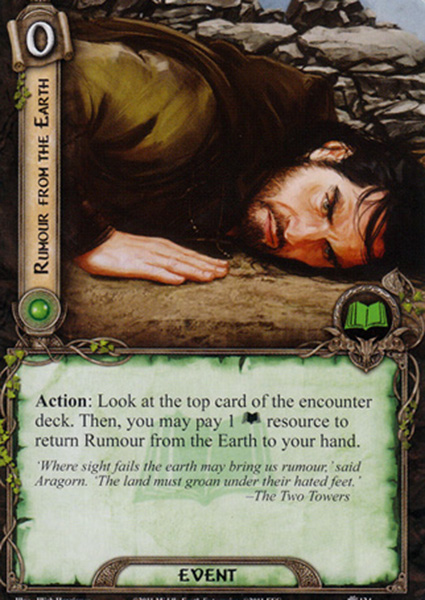 0
Rumour from the Earth
Action: Look at the top card of the encounter
deck. Then, you may pay 1 resource to
return Rumour from the Earth to your hand.
‘Where sight fails the earth may bring us rumour,’ said
Aragorn. ‘The land must groan under their hated feet.’
–The Two Towers
EVENT